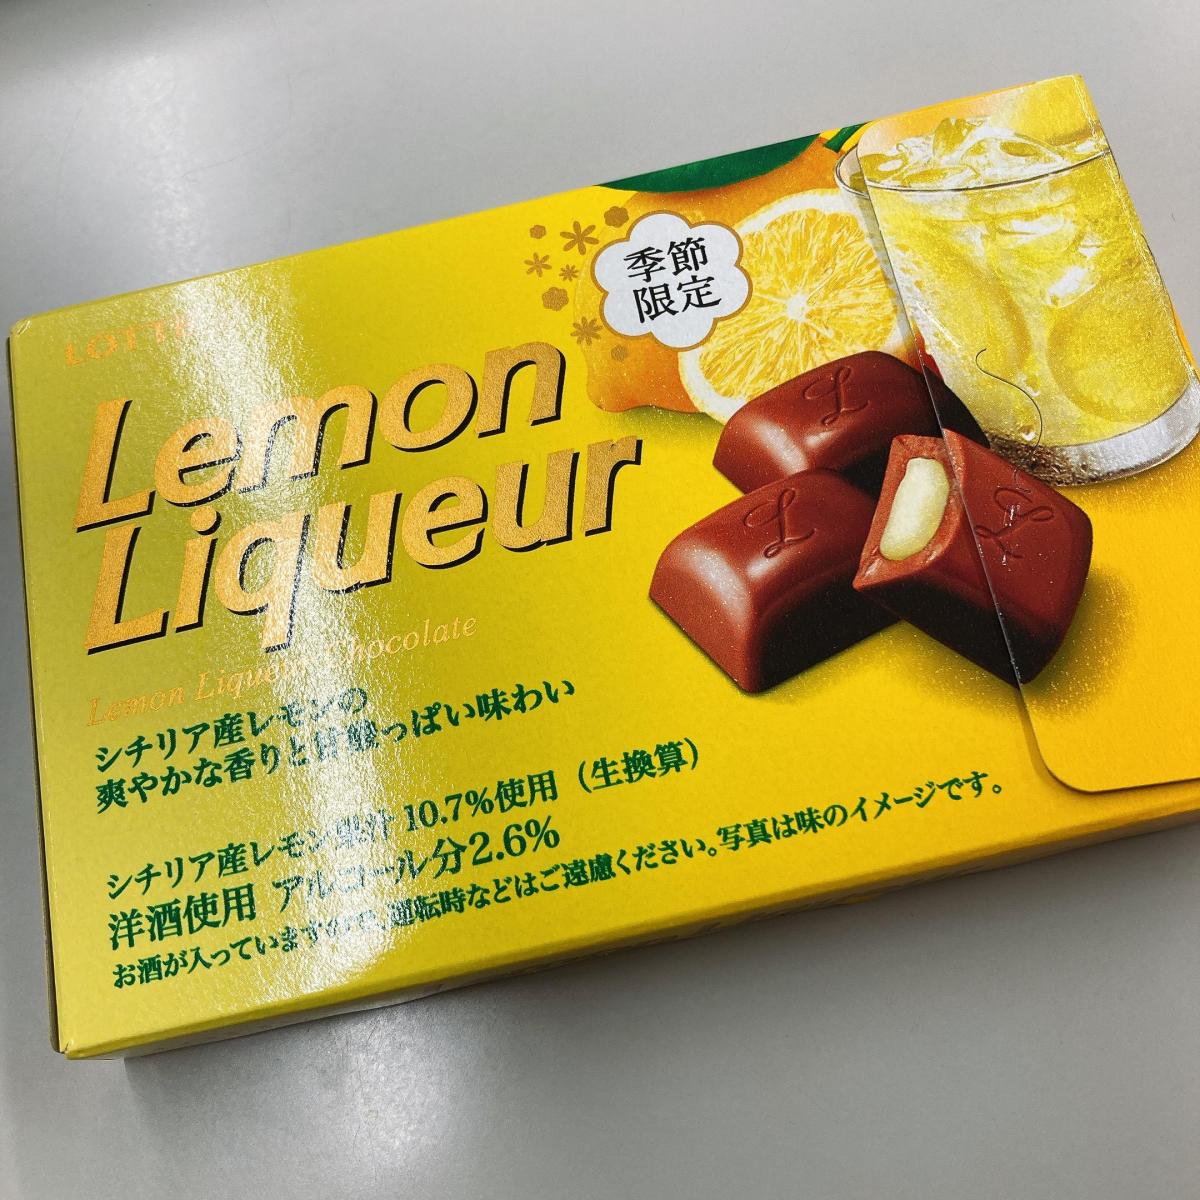 LOTTE
季節
限定
Lemon
Liqueur
Lemon Liqueur Chocolate
シチリア産レモンの
爽やかな香りと甘酸っぱい味わい
シチリア産レモン果汁 10.7%使用（生換算）
洋酒使用 アルコール分2.6%
お酒が入っていますので、運転時などはご遠慮ください。写真は味のイメージです。
L
L
L